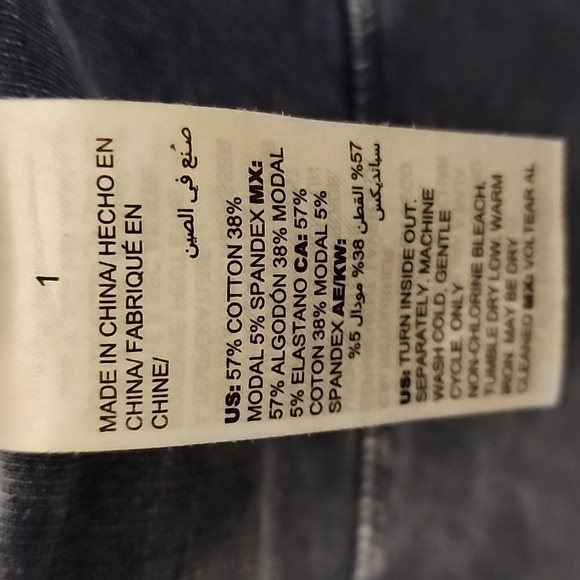 1
MADE IN CHINA/ HECHO EN
CHINA/ FABRIQUÉ EN
CHINE/
صُنع في الصين
US: 57% COTTON 38%
MODAL 5% SPANDEX MX:
57% ALGODÓN 38% MODAL
5% ELASTANO CA: 57%
COTON 38% MODAL 5%
SPANDEX AE/KW:
57% القطن 38% مودال 5%
سباندیکس
US: TURN INSIDE OUT.
SEPARATELY. MACHINE
WASH COLD, GENTLE
CYCLE. ONLY
NON-CHLORINE BLEACH.
TUMBLE DRY LOW. WARM
IRON. MAY BE DRY
CLEANED MX: VOLTEAR AL